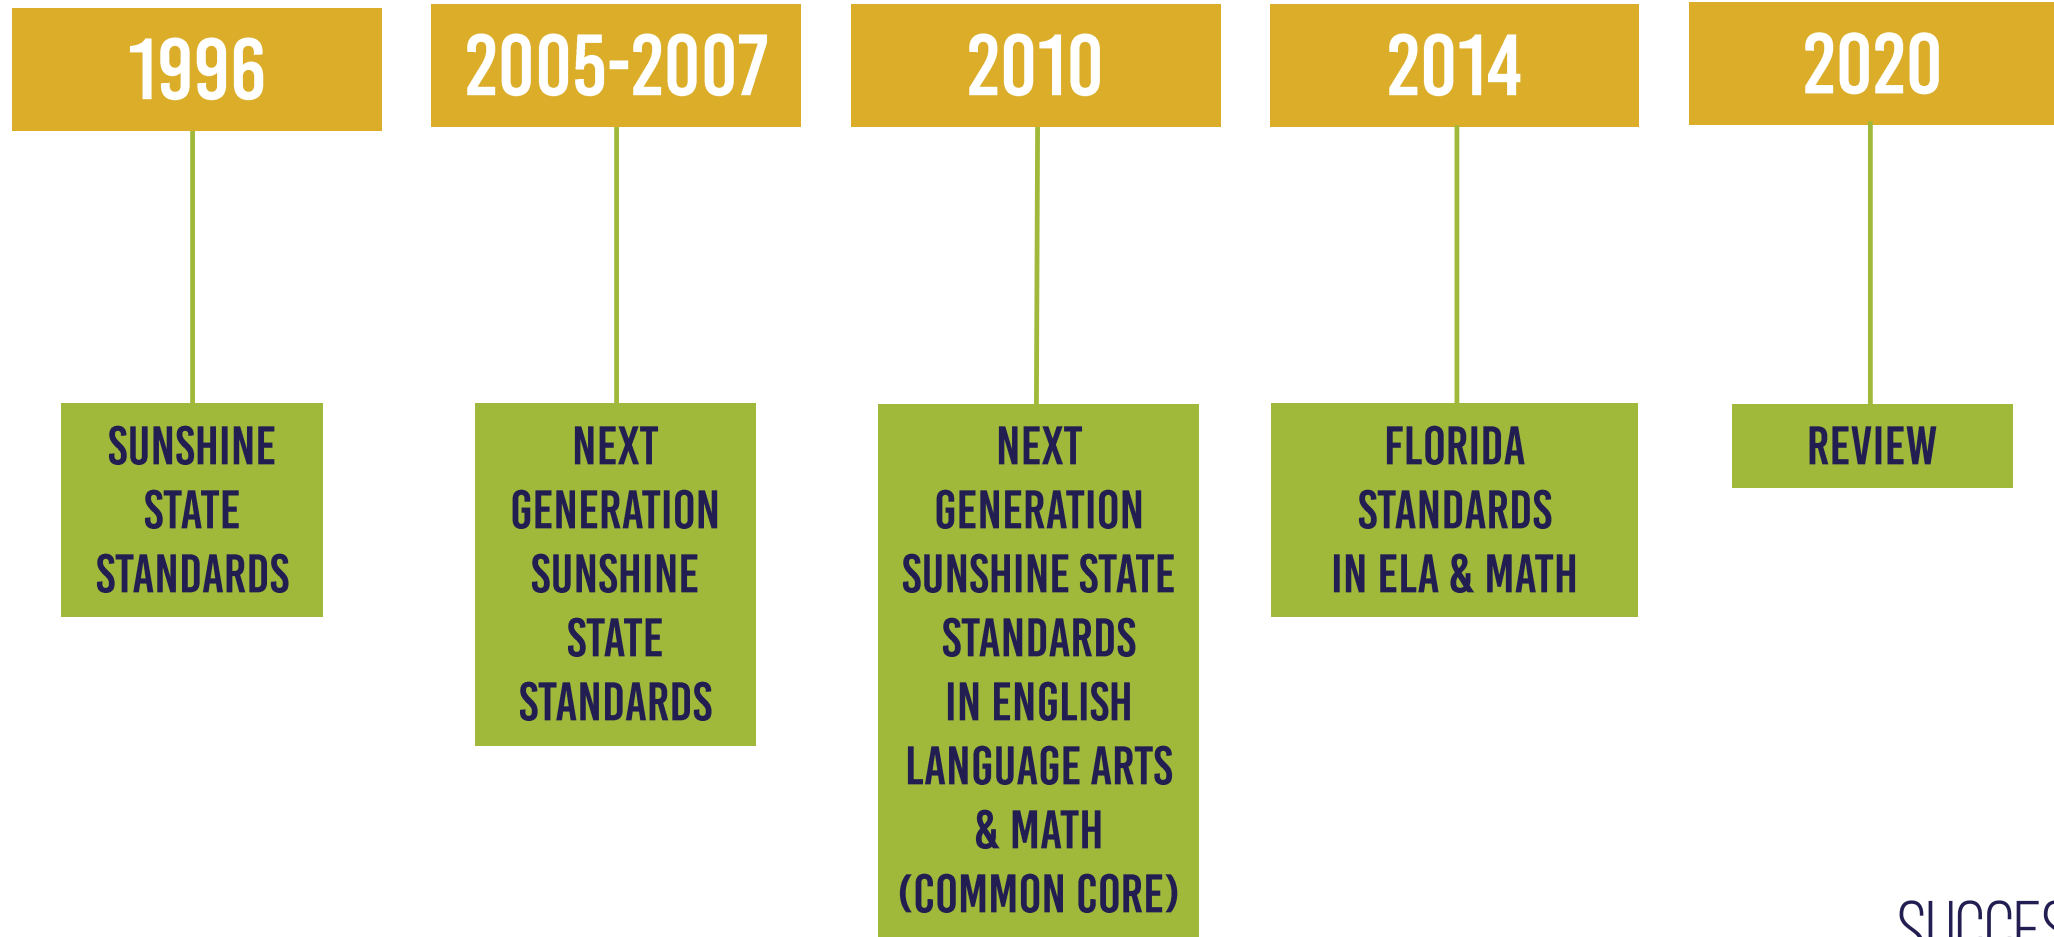 1996
SUNSHINE
STATE
STANDARDS
2005-2007
NEXT
GENERATION
SUNSHINE
STATE
STANDARDS
2010
NEXT
GENERATION
SUNSHINE STATE
STANDARDS
IN ENGLISH
LANGUAGE ARTS
& MATH
(COMMON CORE)
2014
FLORIDA
STANDARDS
IN ELA & MATH
2020
REVIEW